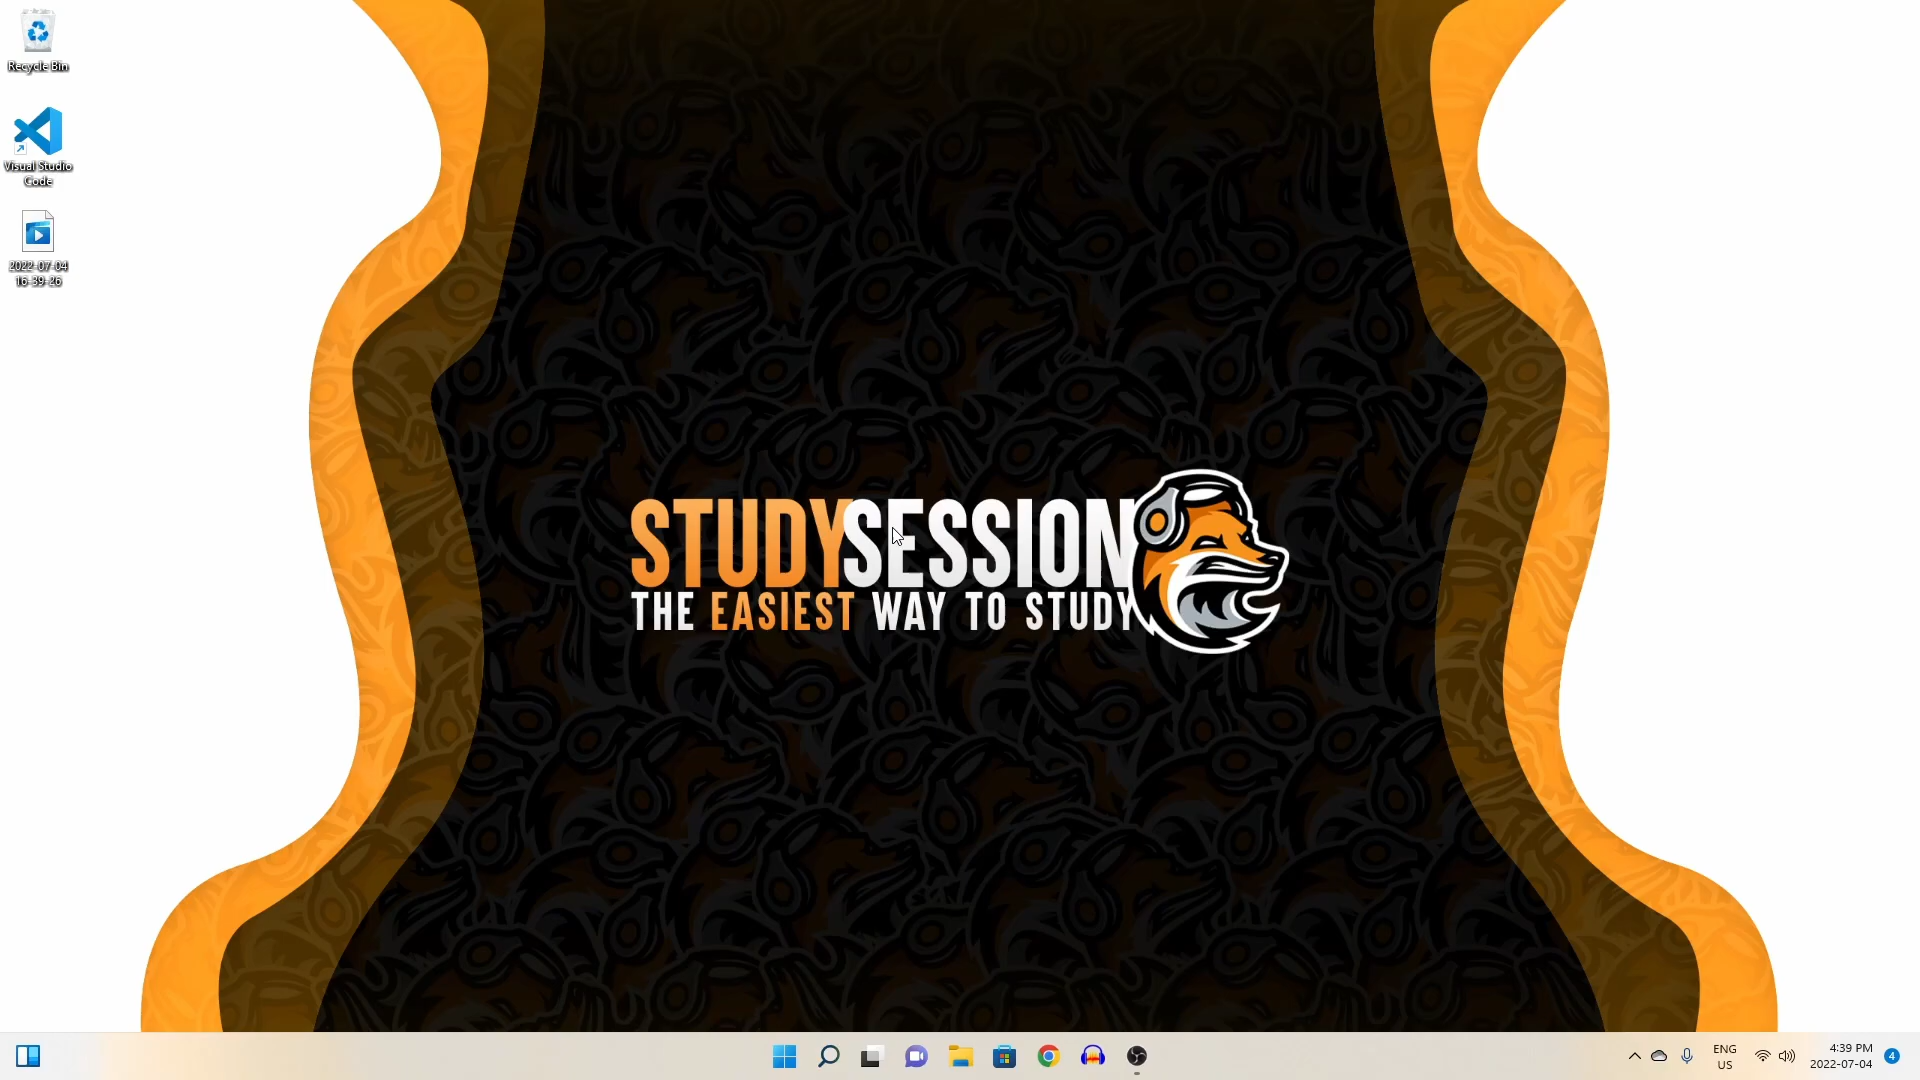 Recycle Bin
Visual Studio
Code
2022-07-04
16-39-26
STUDYSESSION
THE EASIEST WAY TO STUDY
ENG
US
4:39 PM
2022-07-04
4